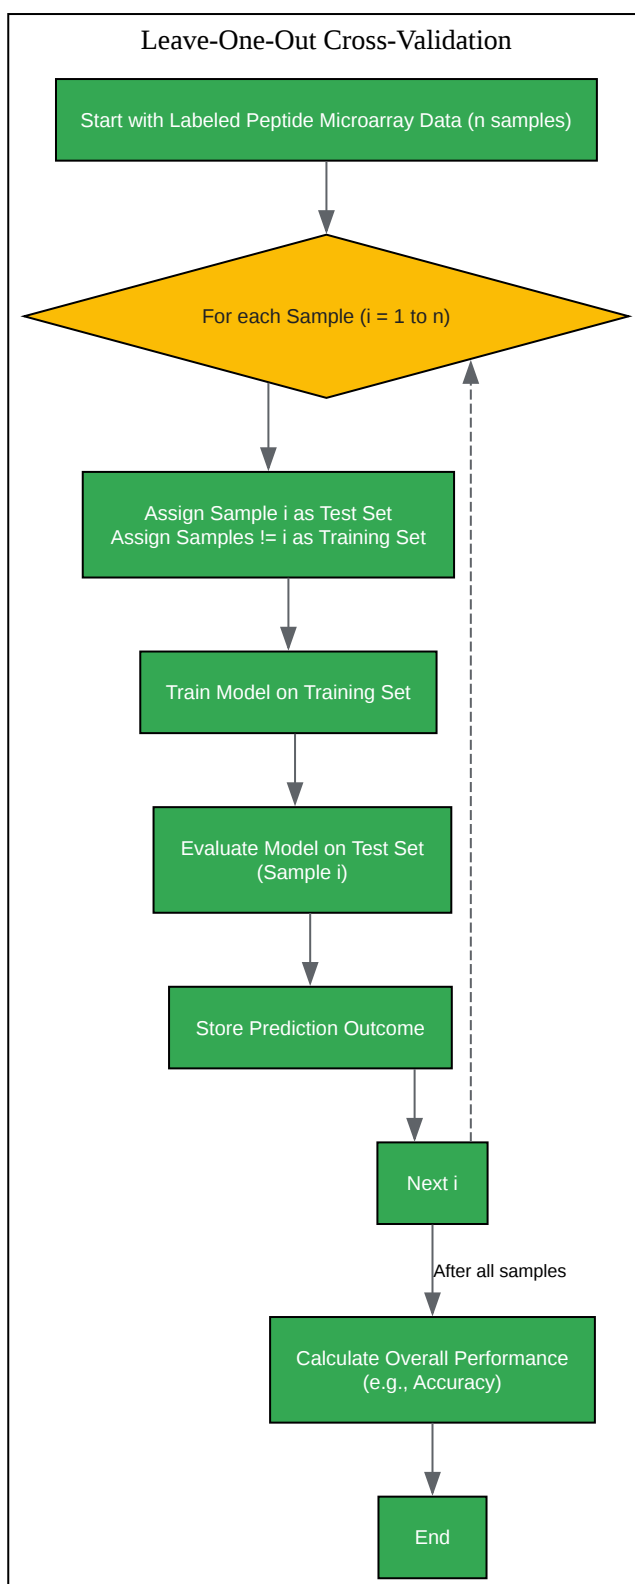 Leave-One-Out Cross-Validation
Start with Labeled Peptide Microarray Data (n samples)
For each Sample (i = 1 to n)
Assign Sample i as Test Set
Assign Samples != i as Training Set
Train Model on Training Set
Evaluate Model on Test Set
(Sample i)
Store Prediction Outcome
Next i
After all samples
Calculate Overall Performance
(e.g., Accuracy)
End